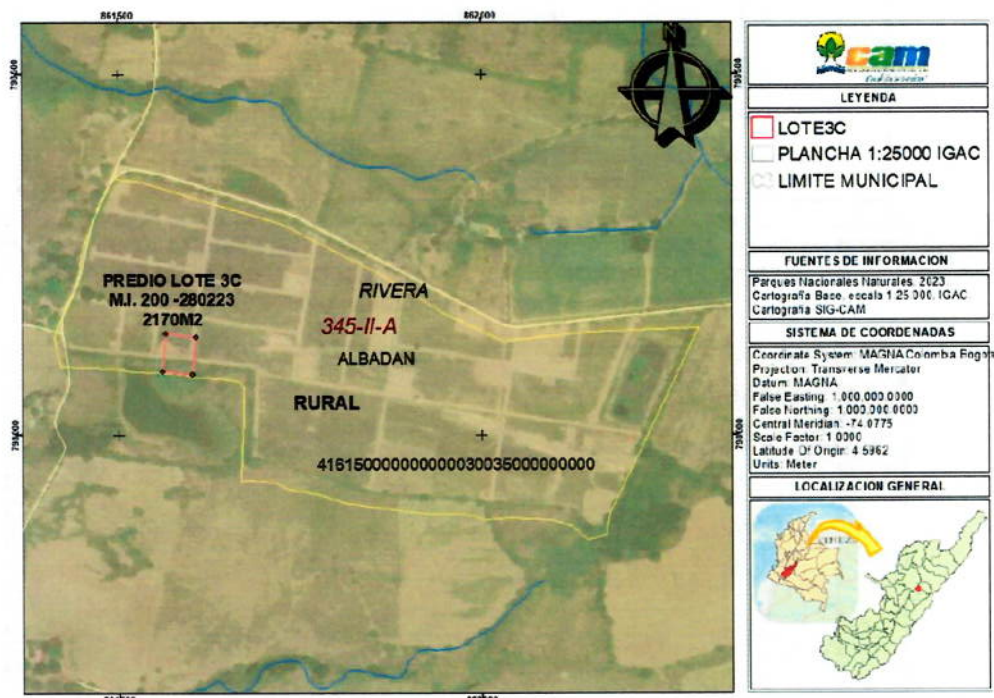 861,500
862,000
N
PREDIO LOTE 3C
M.I. 200 -280223
2170M2
RIVERA
345-II-A
ALBADAN
RURAL
cam
LEYENDA
LOTE3C
PLANCHA 1:25000 IGAC
LIMITE MUNICIPAL
FUENTES DE INFORMACION
Parques Nacionales Naturales, 2023
Cartografía Base, escala 1:25.000, IGAC
Cartografía SIG-CAM
SISTEMA DE COORDENADAS
Coordinate System: MAGNA Colombia Bogota
Projection: Transverse Mercator
Datum: MAGNA
False Easting: 1.000.000.0000
False Northing: 1.000.000.0000
Central Meridian: -74.0775
Scale Factor: 1.0000
Latitude Of Origin: 4.5962
Units: Meter
LOCALIZACION GENERAL